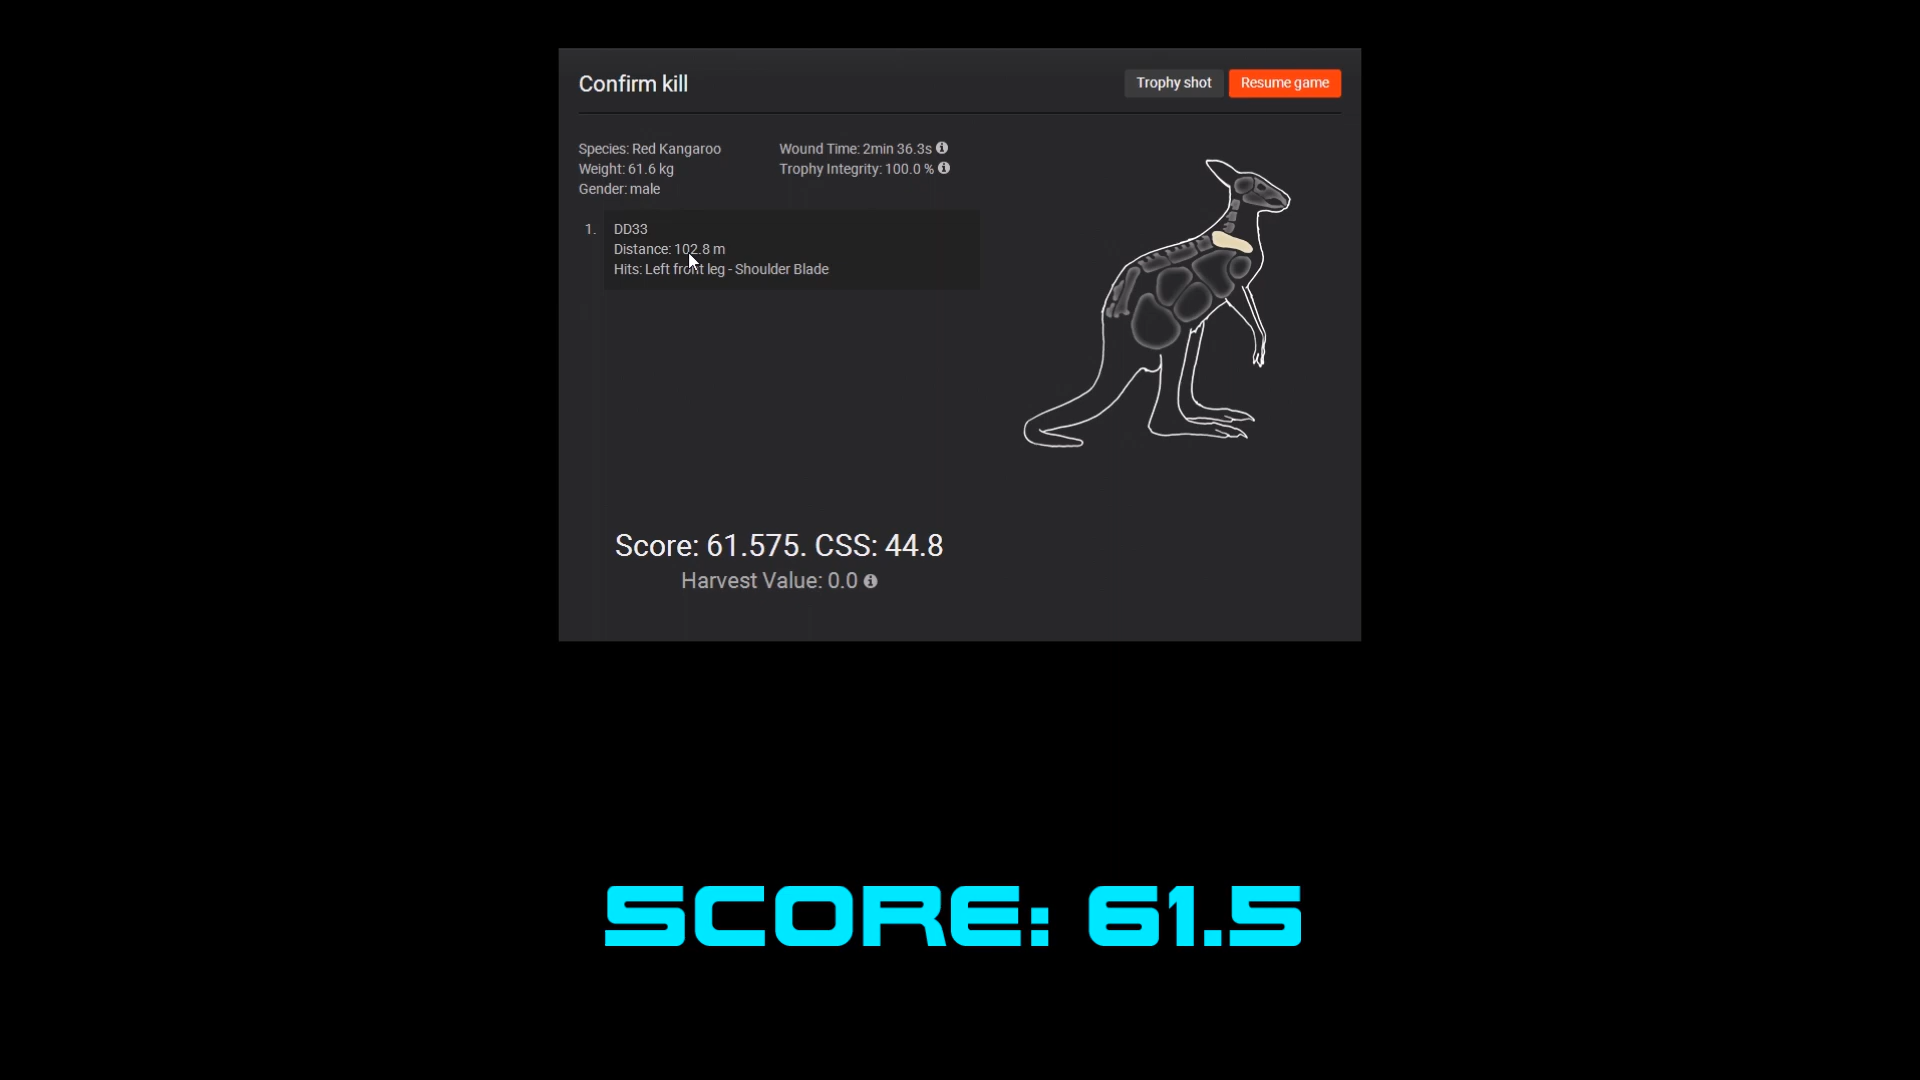 Confirm kill
Trophy shot
Resume game
Species: Red Kangaroo
Weight: 61.6 kg
Gender: male
Wound Time: 2min 36.3s
Trophy Integrity: 100.0 %
1.
DD33
Distance: 102.8 m
Hits: Left front leg - Shoulder Blade
Score: 61.575. CSS: 44.8
Harvest Value: 0.0
SCORE: 61.5